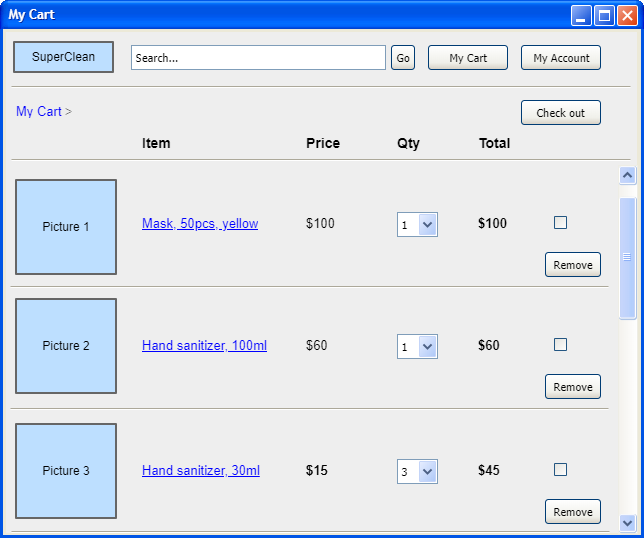 My Cart
SuperClean Search... Go My Cart My Account
My Cart > Check out
Item Price Qty Total
Picture 1 Mask, 50pcs, yellow $100 1 $100
Remove
Picture 2 Hand sanitizer, 100ml $60 1 $60
Remove
Picture 3 Hand sanitizer, 30ml $15 3 $45
Remove